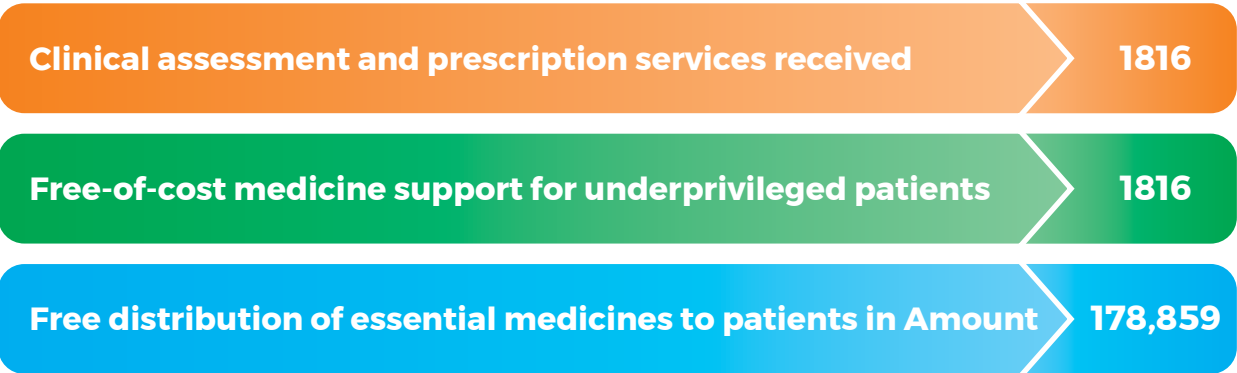 Clinical assessment and prescription services received 1816
Free-of-cost medicine support for underprivileged patients 1816
Free distribution of essential medicines to patients in Amount 178,859